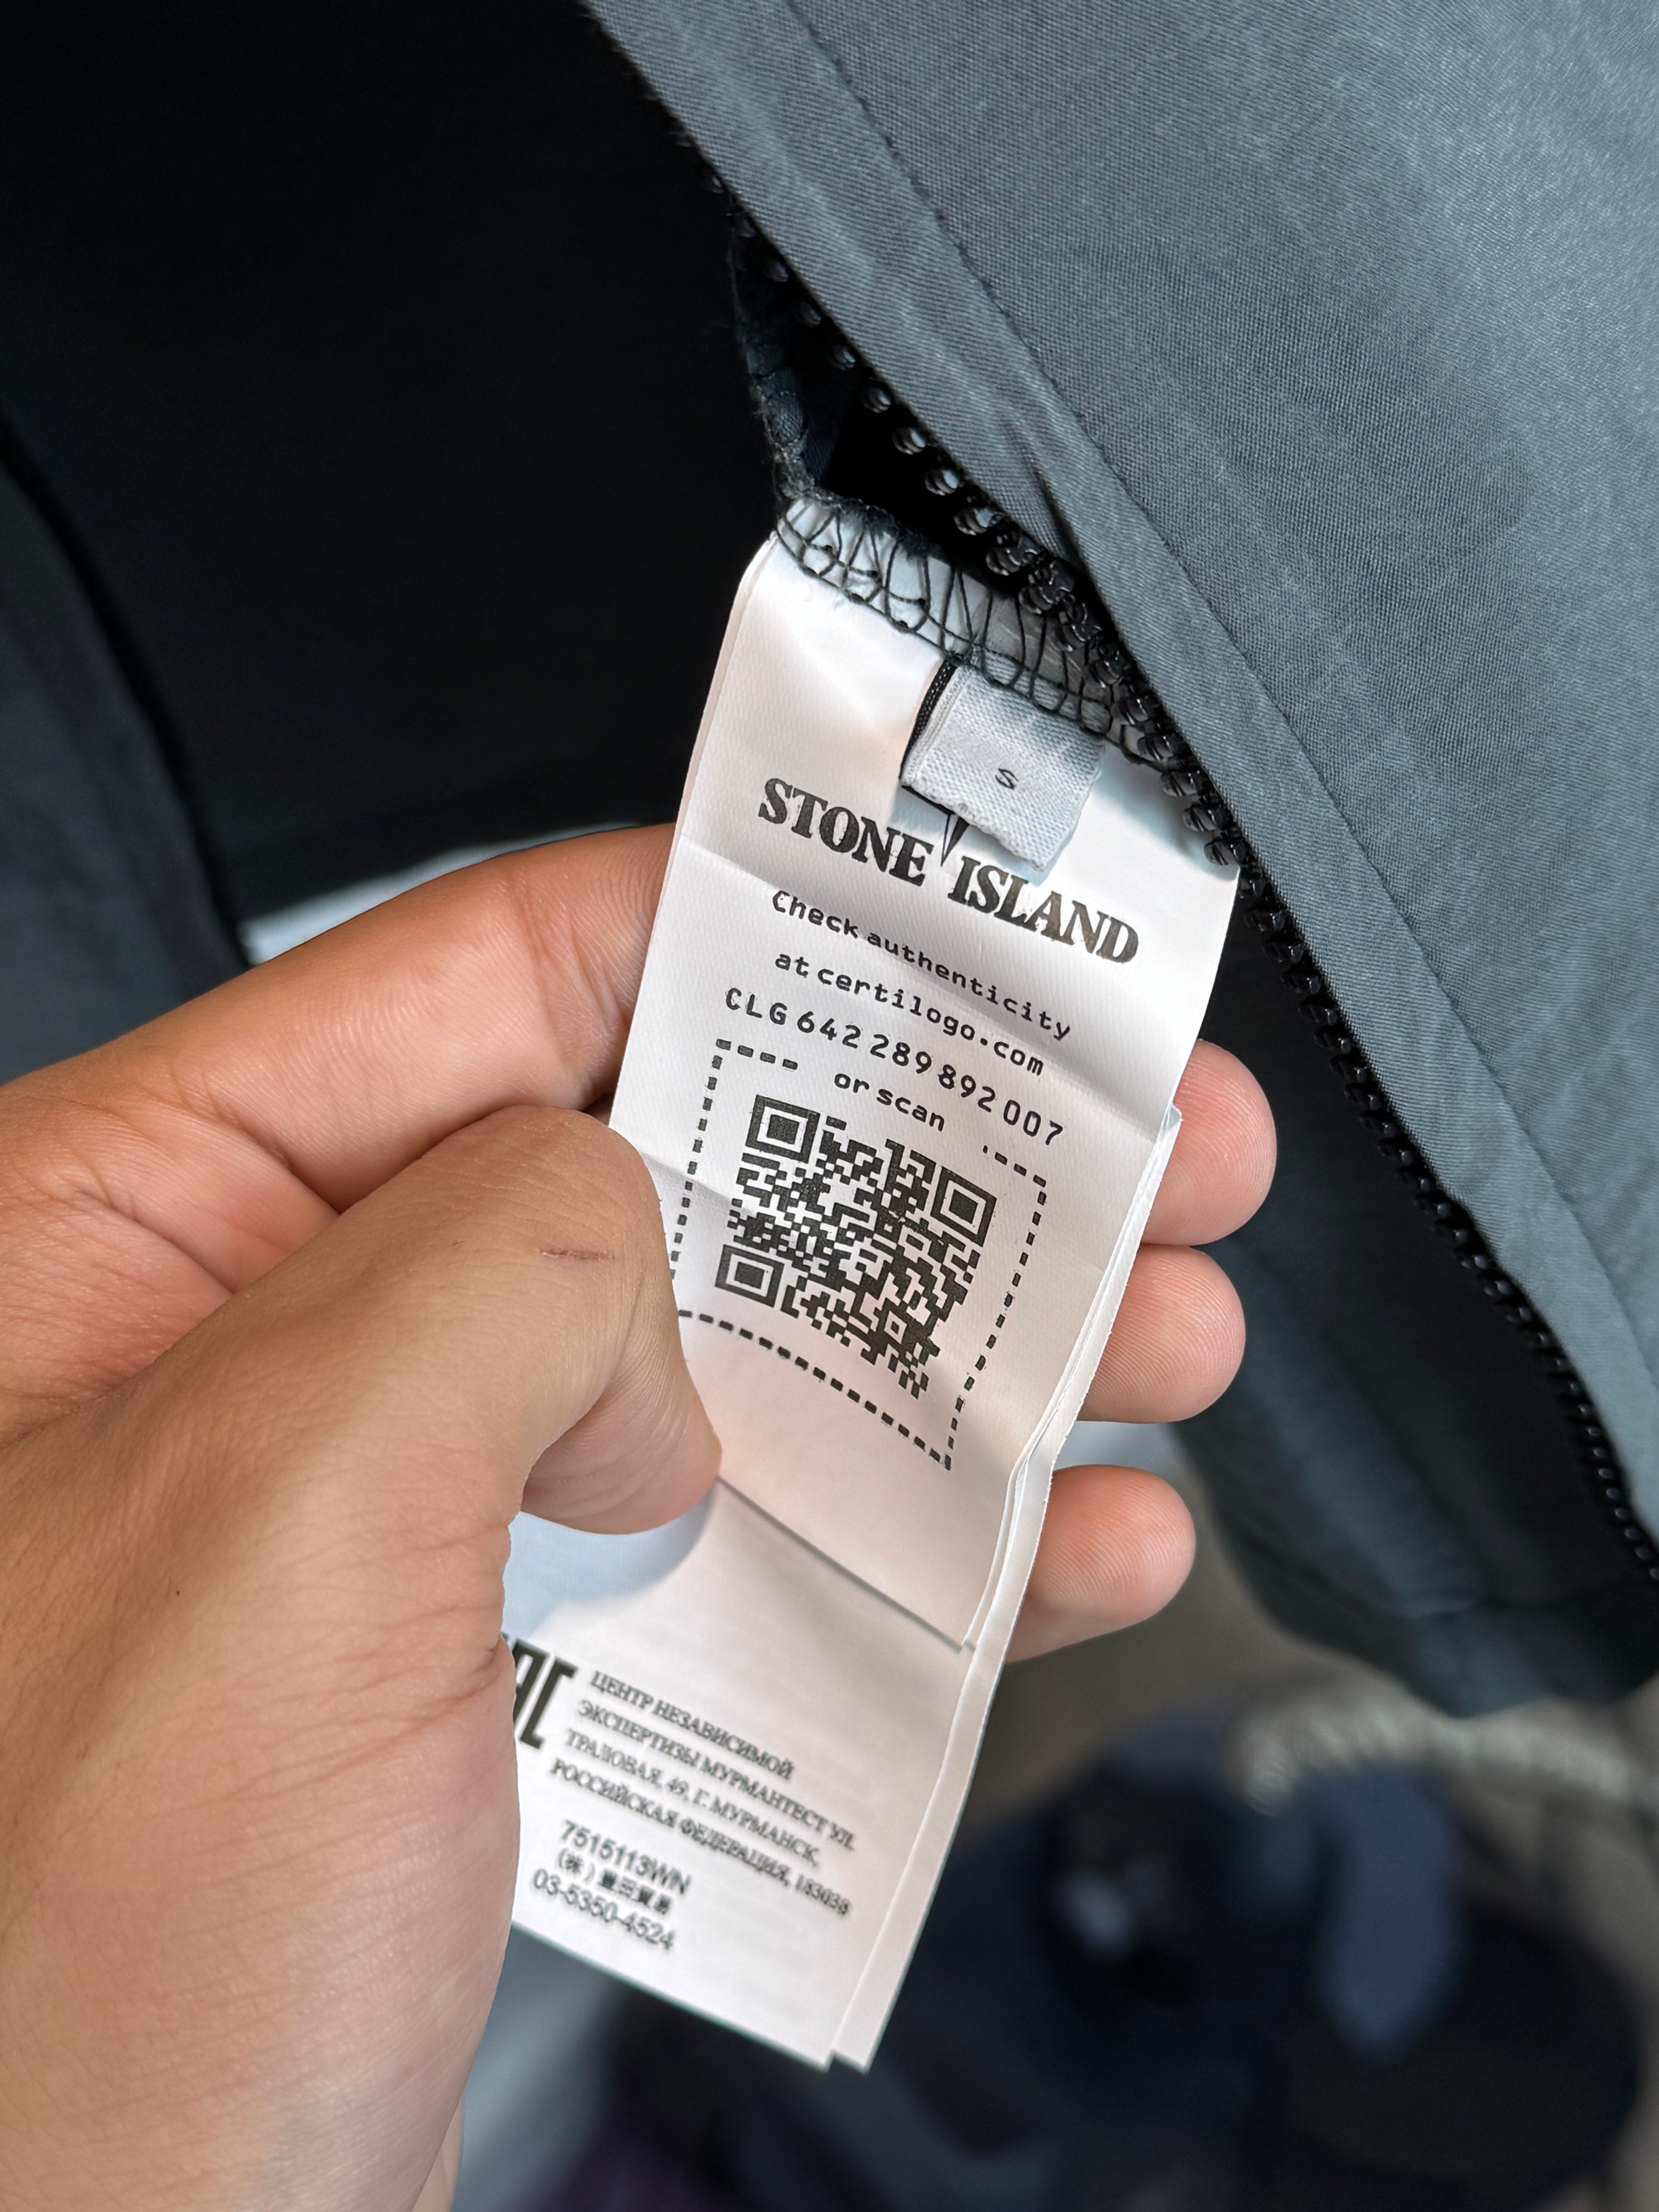 S
STONE ISLAND
Check authenticity
at certilogo.com
CLG 642 289 892 007
or scan
ЦЕНТР НЕЗАВИСИМОЙ
ЭКСПЕРТИЗЫ МУРМАНТЕСТ УЛ.
ТРАЛОВАЯ, 49, Г. МУРМАНСК,
РОССИЙСКАЯ ФЕДЕРАЦИЯ, 183038
7515113WN
(株)
03-5350-4524